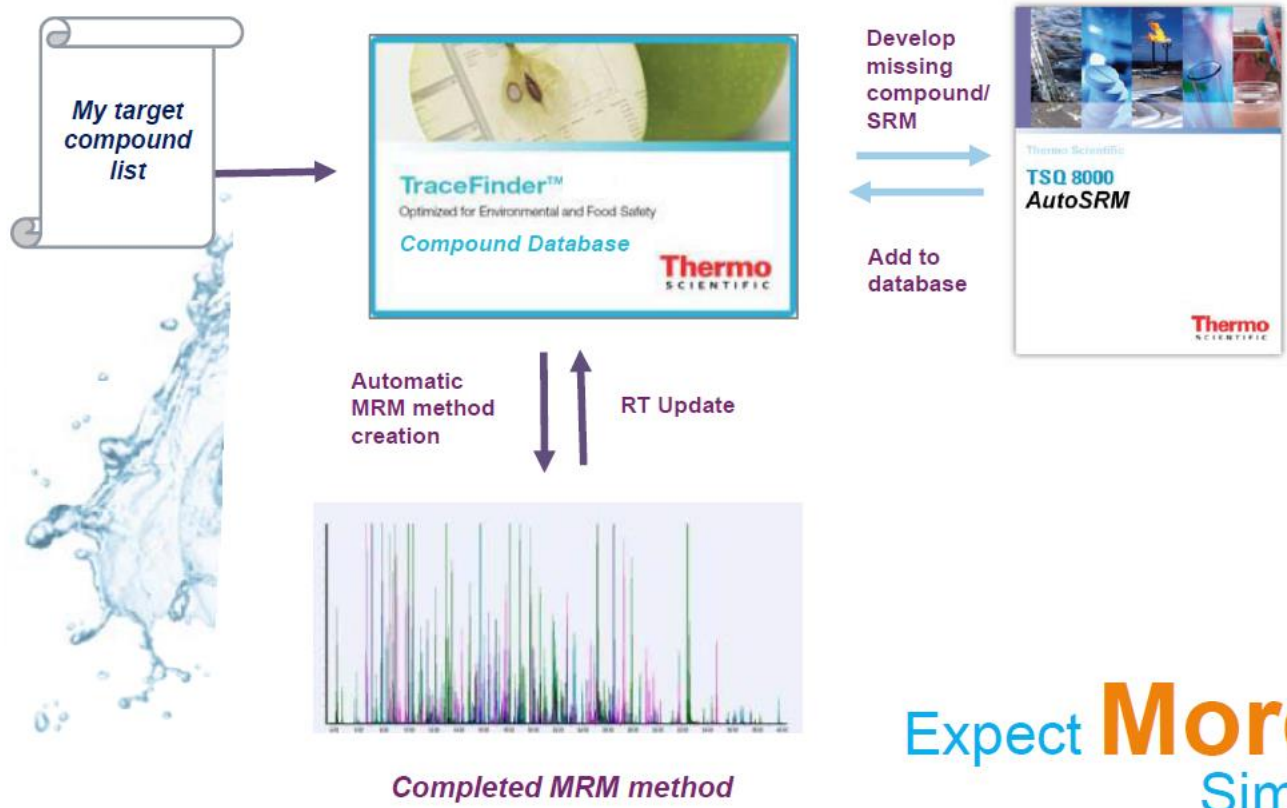 My target
compound
list
TraceFinder™
Optimized for Environmental and Food Safety
Compound Database
Thermo
SCIENTIFIC
Develop
missing
compound/
SRM
Add to
database
Thermo Scientific
TSQ 8000
AutoSRM
Thermo
SCIENTIFIC
Automatic
MRM method
creation
RT Update
Completed MRM method
Expect More
Sim